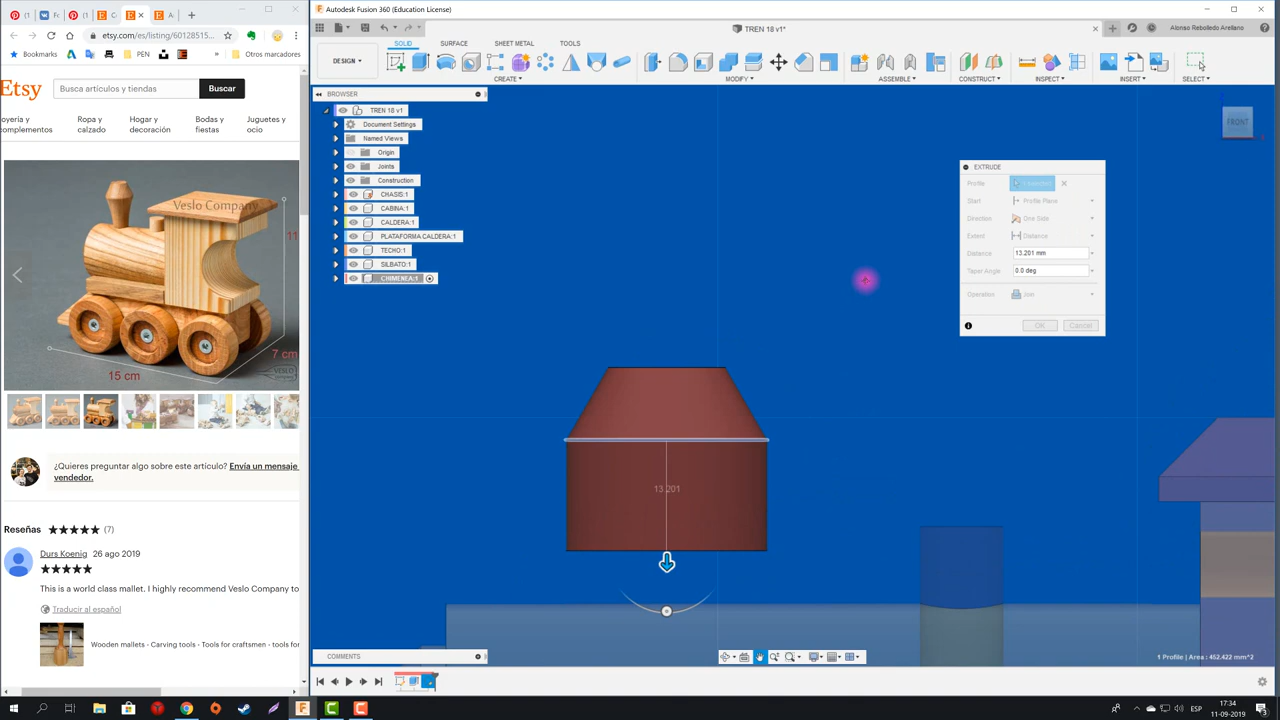 Autodesk Fusion 360 (Education License)
etsy.com/es/listing/60128515...
Bookmarks
PEN
Otros marcadores
Etsy
Busca artículos y tiendas
Buscar
oyería y
omplementos
Ropa y
calzado
Hogar y
decoración
Bodas y
fiestas
Juguetes y
ocio
Veslo Company
11
7 cm
15 cm
¿Quieres preguntar algo sobre este artículo? Envía un mensaje
vendedor.
Reseñas
(7)
Durs Koenig 26 ago 2019
This is a world class mallet. I highly recommend Veslo Company to
Traducir al español
Wooden mallets - Carving tools - Tools for craftsmen - tools for
TREN 18 v1*
Alonso Rebolledo Arellano
DESIGN
SOLID
SURFACE
SHEET METAL
TOOLS
CREATE
MODIFY
ASSEMBLE
CONSTRUCT
INSPECT
INSERT
SELECT
BROWSER
TREN 18 v1
Document Settings
Named Views
Origin
Joints
Construction
CHASIS:1
CABINA:1
CALDERA:1
PLATAFORMA CALDERA:1
TECHO:1
SILBATO:1
CHIMENEA:1
FRONT
EXTRUDE
Profile
1 selected
Start
Profile Plane
Direction
One Side
Extent
Distance
Distance
13.201 mm
Taper Angle
0.0 deg
Operation
Join
OK
Cancel
13.201
COMMENTS
1 Profile | Area : 452.422 mm^2
ESP
17:34
11-09-2019
3